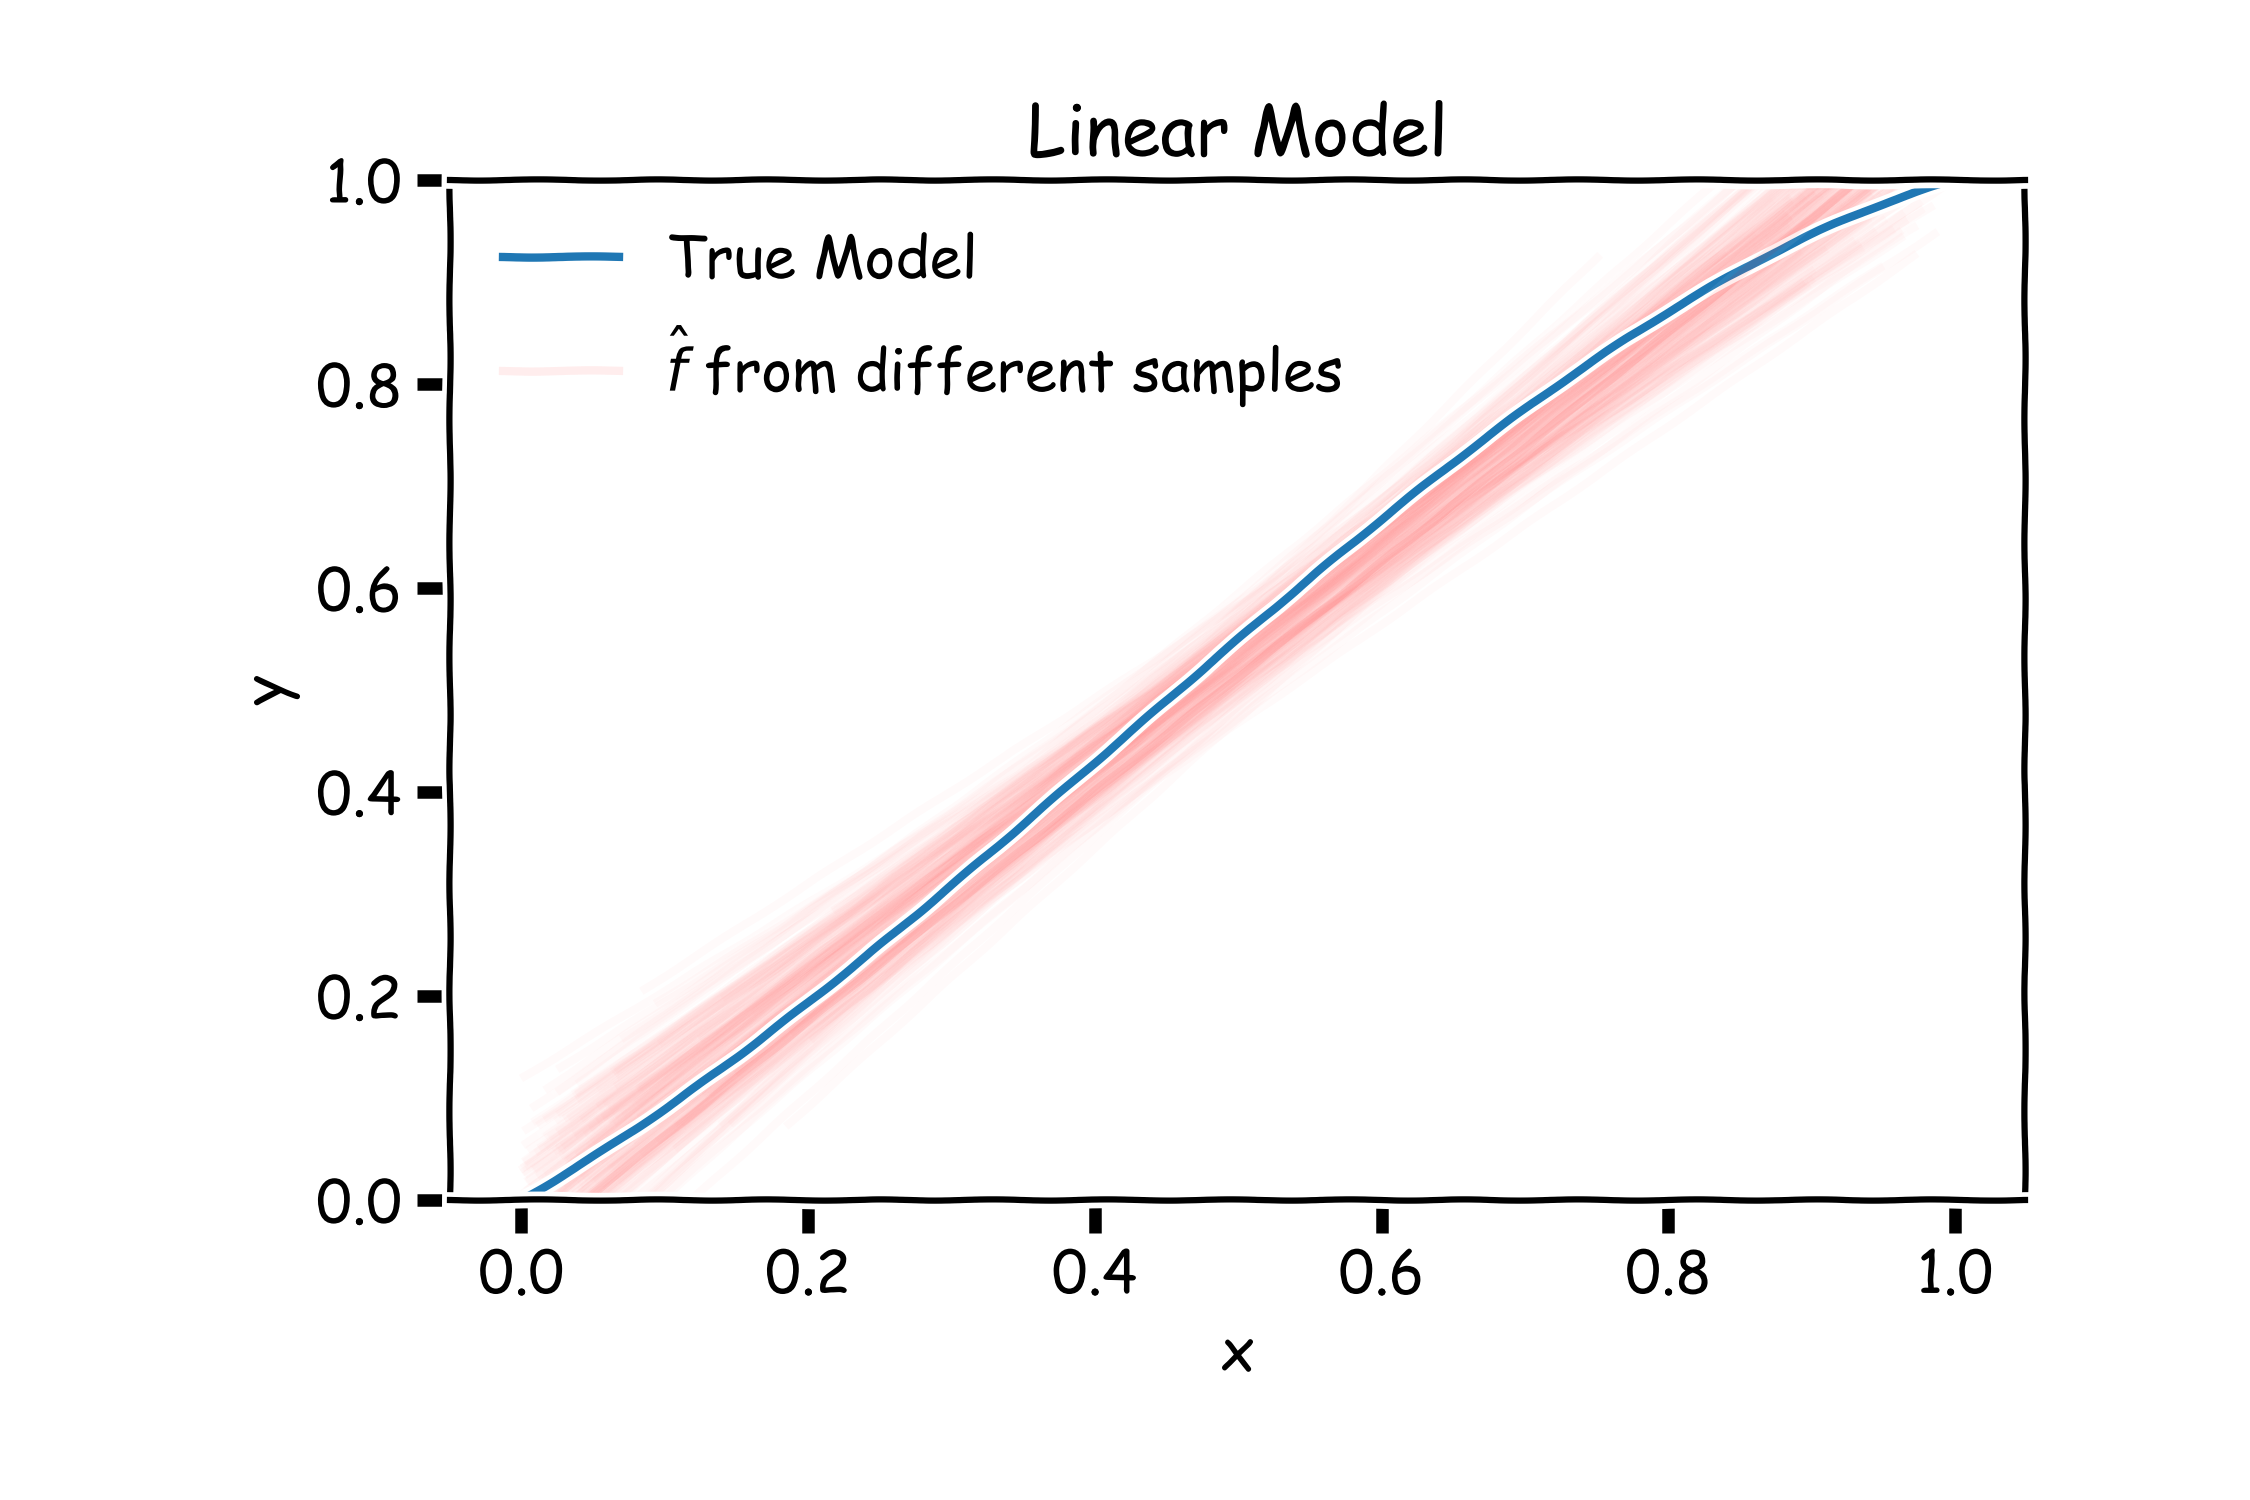 Linear Model
1.0
True Model
f̂ from different samples
0.8
0.6
y
0.4
0.2
0.0
0.0 0.2 0.4 0.6 0.8 1.0
x